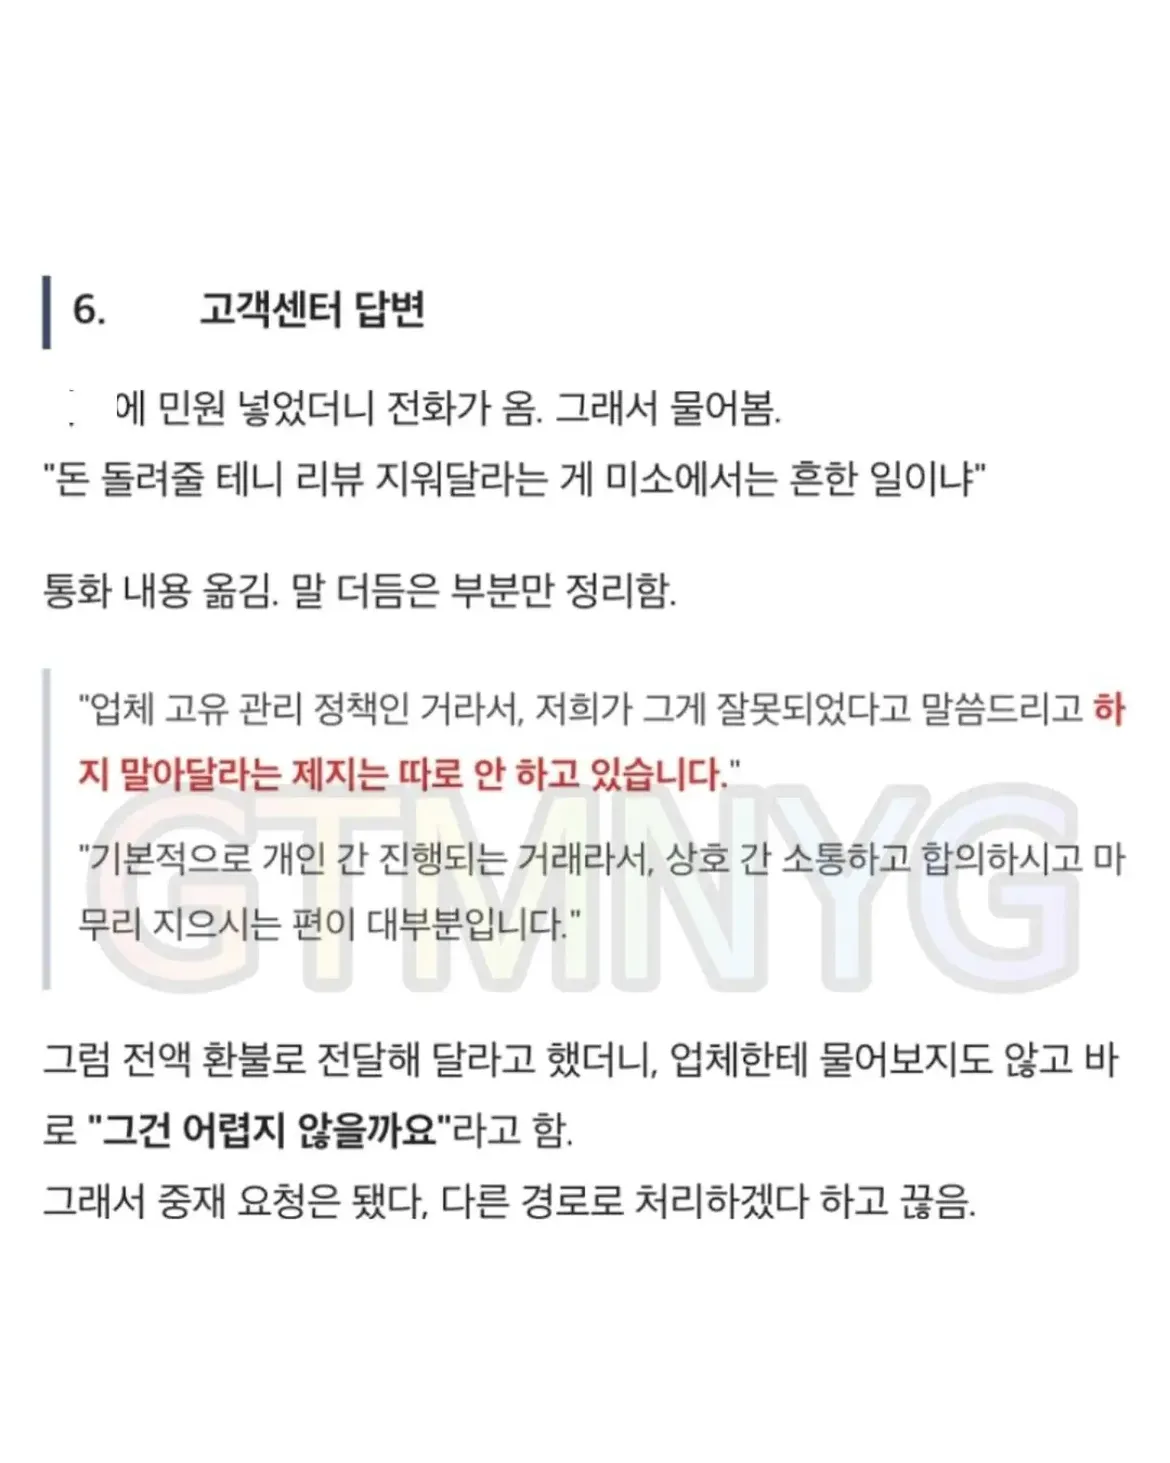 6. 고객센터 답변
에 민원 넣었더니 전화가 옴. 그래서 물어봄.
"돈 돌려줄 테니 리뷰 지워달라는 게 미소에서는 흔한 일이냐"
통화 내용 옮김. 말 더듬은 부분만 정리함.
"업체 고유 관리 정책인 거라서, 저희가 그게 잘못되었다고 말씀드리고 하
지 말아달라는 제지는 따로 안 하고 있습니다."
"기본적으로 개인 간 진행되는 거래라서, 상호 간 소통하고 합의하시고 마
무리 지으시는 편이 대부분입니다."
GTMNYG
그럼 전액 환불로 전달해 달라고 했더니, 업체한테 물어보지도 않고 바
로 "그건 어렵지 않을까요"라고 함.
그래서 중재 요청은 됐다, 다른 경로로 처리하겠다 하고 끊음.